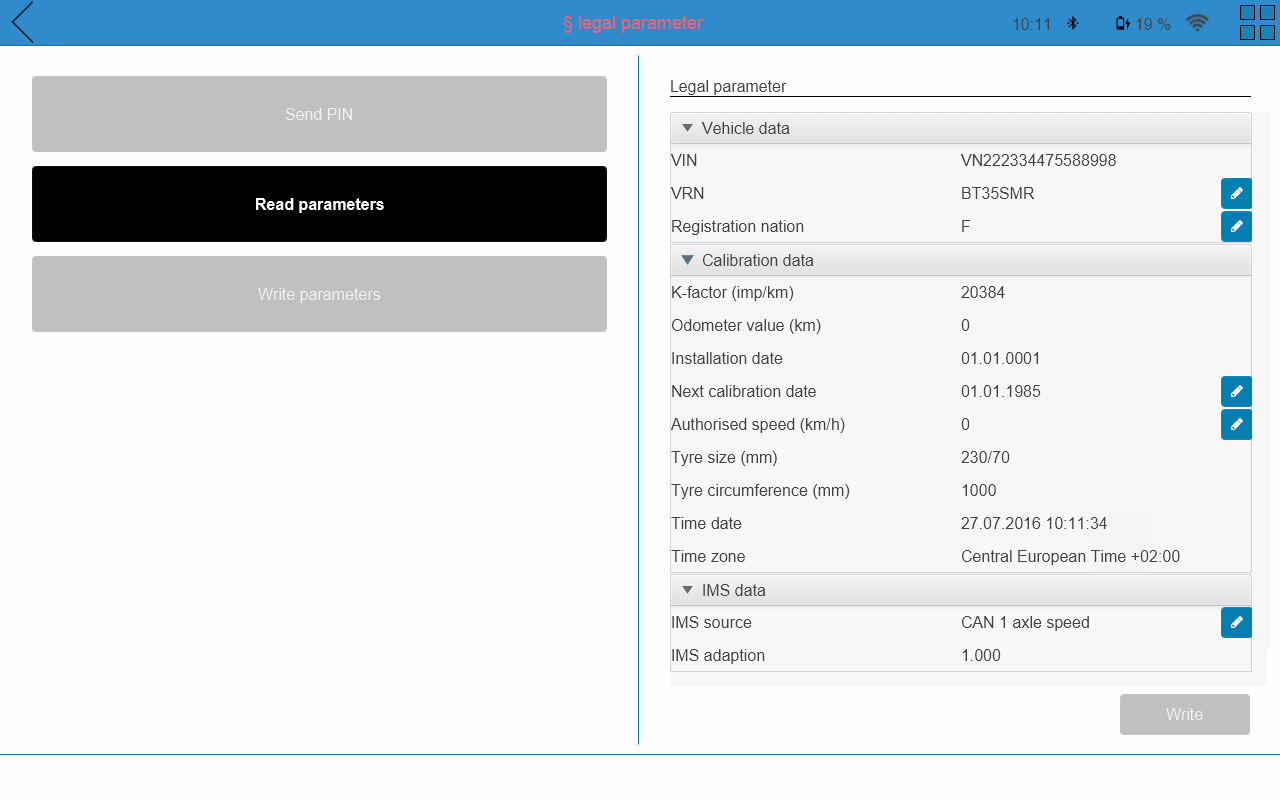 § legal parameter
10:11
19 %
Send PIN
Read parameters
Write parameters
Legal parameter
Vehicle data
VIN VN222334475588998
VRN BT35SMR
Registration nation F
Calibration data
K-factor (imp/km) 20384
Odometer value (km) 0
Installation date 01.01.0001
Next calibration date 01.01.1985
Authorised speed (km/h) 0
Tyre size (mm) 230/70
Tyre circumference (mm) 1000
Time date 27.07.2016 10:11:34
Time zone Central European Time +02:00
IMS data
IMS source CAN 1 axle speed
IMS adaption 1.000
Write